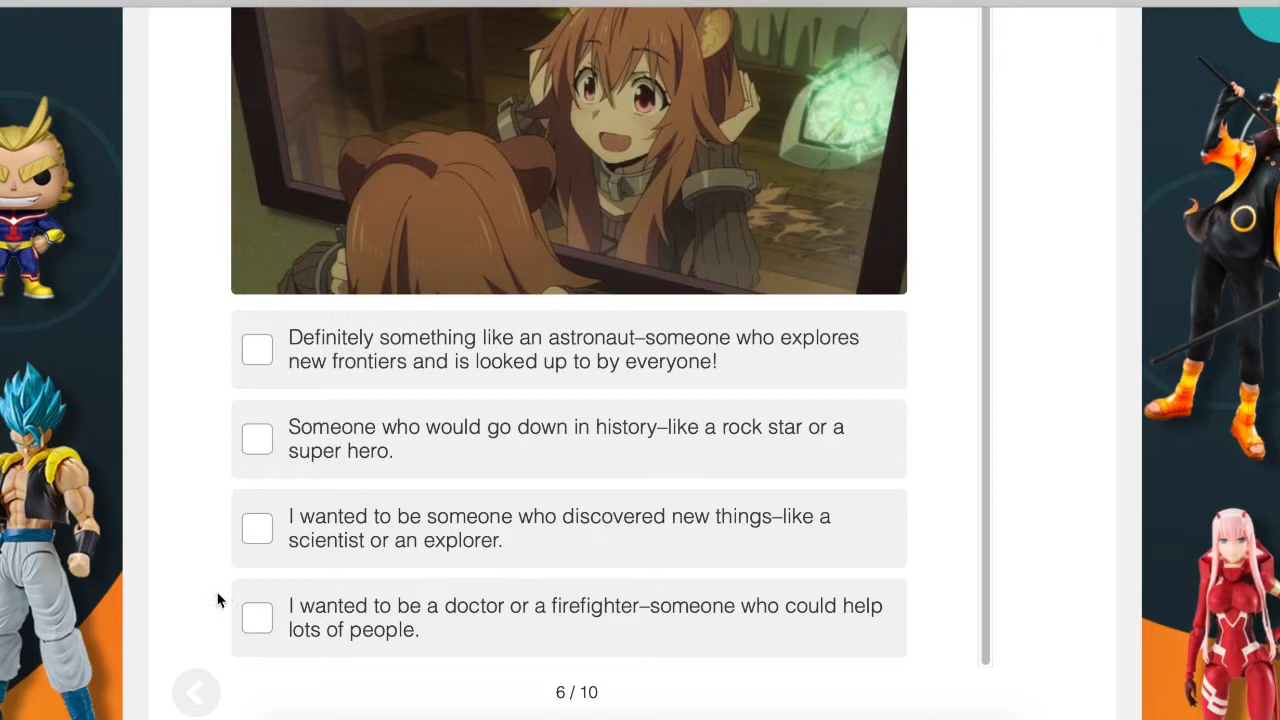 Definitely something like an astronaut–someone who explores
new frontiers and is looked up to by everyone!
Someone who would go down in history–like a rock star or a
super hero.
I wanted to be someone who discovered new things–like a
scientist or an explorer.
I wanted to be a doctor or a firefighter–someone who could help
lots of people.
6 / 10